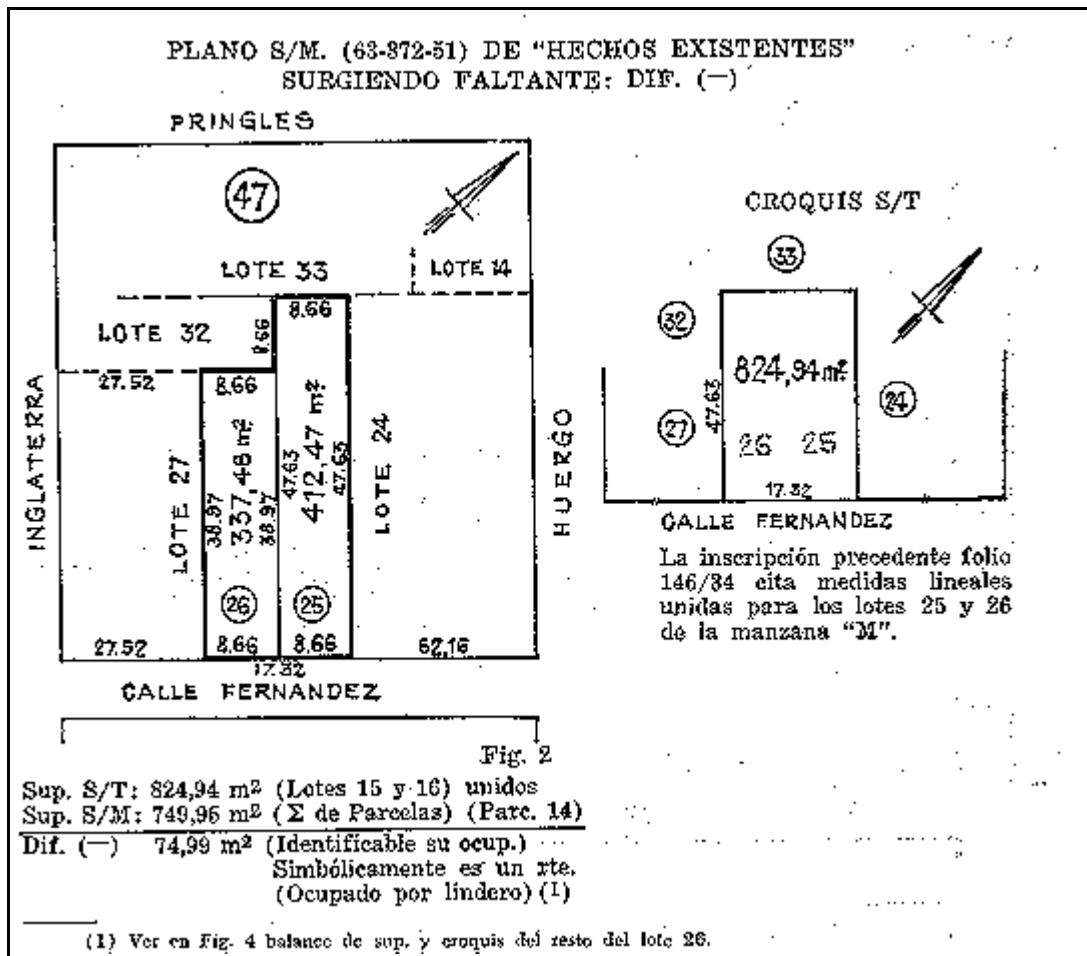 PLANO S/M. (63-372-51) DE "HECHOS EXISTENTES"
SURGIENDO FALTANTE: DIF. (—)
PRINGLES
47
LOTE 33
LOTE 14
8.66
LOTE 32
8.66
27.52
8.66
INGLATERRA
LOTE 27
38.97
337,48 m²
38.97
47.63
412,47 m²
47.63
LOTE 24
HUERGO
26
25
27.52
8.66
8.66
62,16
17.32
CALLE FERNANDEZ
CROQUIS S/T
33
32
824,94 m²
27
47.63
24
26
25
17.32
CALLE FERNANDEZ
La inscripción precedente folio
146/34 cita medidas lineales
unidas para los lotes 25 y 26
de la manzana "M".
Fig. 2
Sup. S/T: 824,94 m² (Lotes 15 y 16) unidos
Sup. S/M: 749,95 m² (Σ de Parcelas) (Parc. 14)
Dif. (—) 74,99 m² (Identificable su ocup.)
Simbólicamente es un rte.
(Ocupado por lindero) (1)
(1) Ver en Fig. 4 balance de sup. y croquis del resto del lote 26.